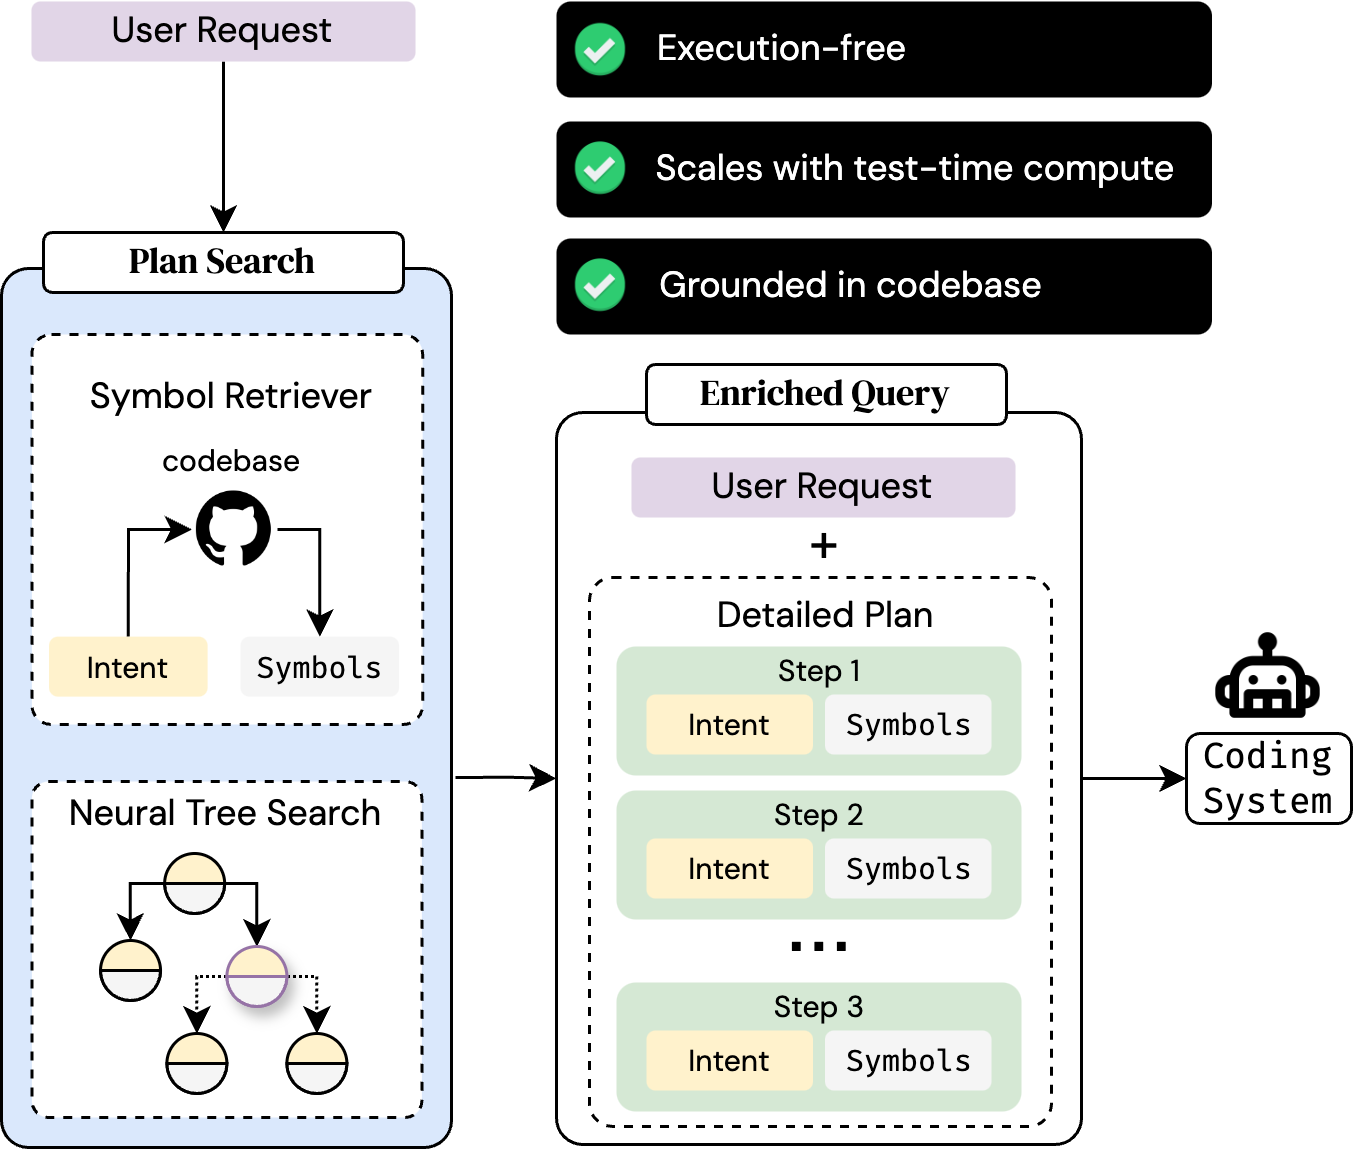 User Request
Plan Search
Symbol Retriever
codebase
Intent
Symbols
Neural Tree Search
Execution-free
Scales with test-time compute
Grounded in codebase
Enriched Query
User Request
+
Detailed Plan
Step 1
Intent
Symbols
Step 2
Intent
Symbols
...
Step 3
Intent
Symbols
Coding
System